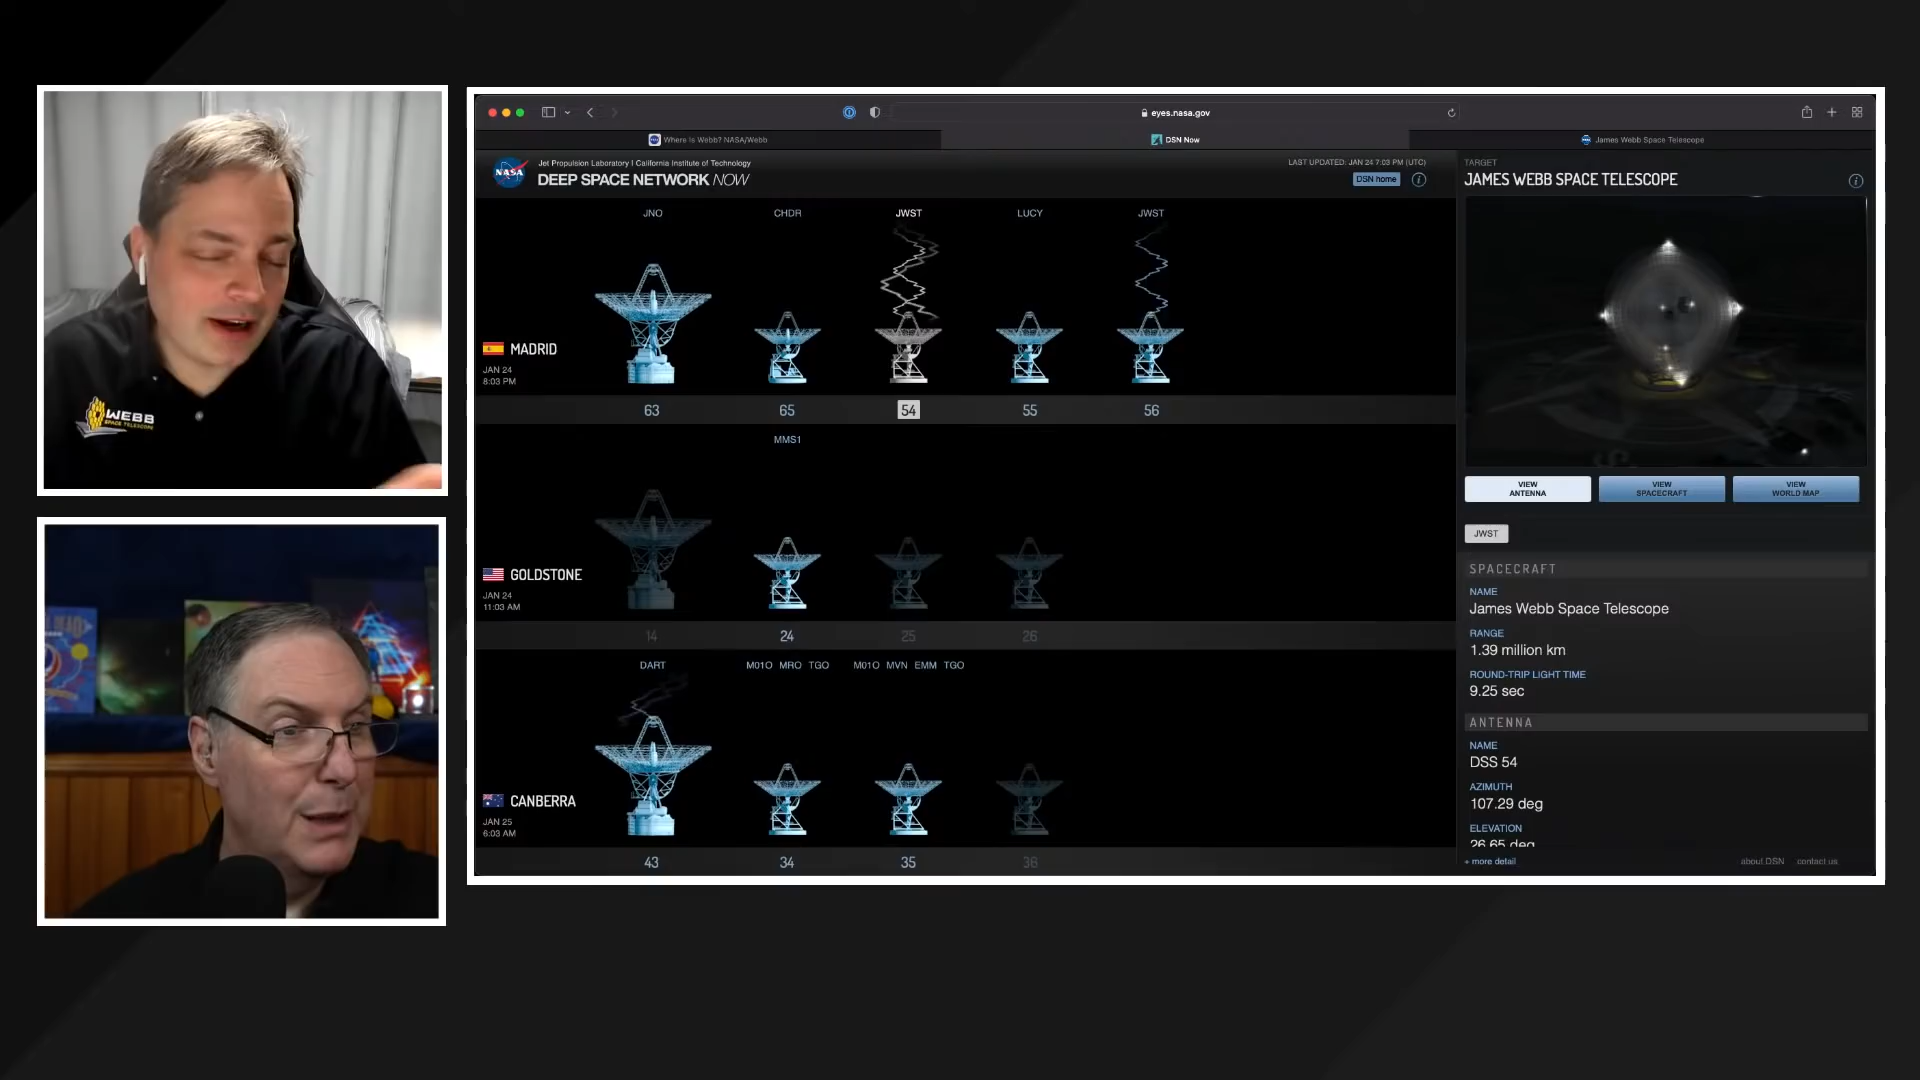 WEBB
SPACE TELESCOPE
eyes.nasa.gov
Where is Webb? NASA/Webb
DSN Now
James Webb Space Telescope
NASA
Jet Propulsion Laboratory | California Institute of Technology
DEEP SPACE NETWORK NOW
LAST UPDATED: JAN 24 7:03 PM (UTC)
DSN home
JNO
CHDR
JWST
LUCY
JWST
MADRID
JAN 24
8:03 PM
63
65
54
55
56
MMS1
GOLDSTONE
JAN 24
11:03 AM
14
24
25
26
DART
M01O MRO TGO
M01O MVN EMM TGO
CANBERRA
JAN 25
6:03 AM
43
34
35
36
TARGET
JAMES WEBB SPACE TELESCOPE
VIEW
ANTENNA
VIEW
SPACECRAFT
VIEW
WORLD MAP
JWST
SPACECRAFT
NAME
James Webb Space Telescope
RANGE
1.39 million km
ROUND-TRIP LIGHT TIME
9.25 sec
ANTENNA
NAME
DSS 54
AZIMUTH
107.29 deg
ELEVATION
26.65 deg
+ more detail
about DSN
contact us